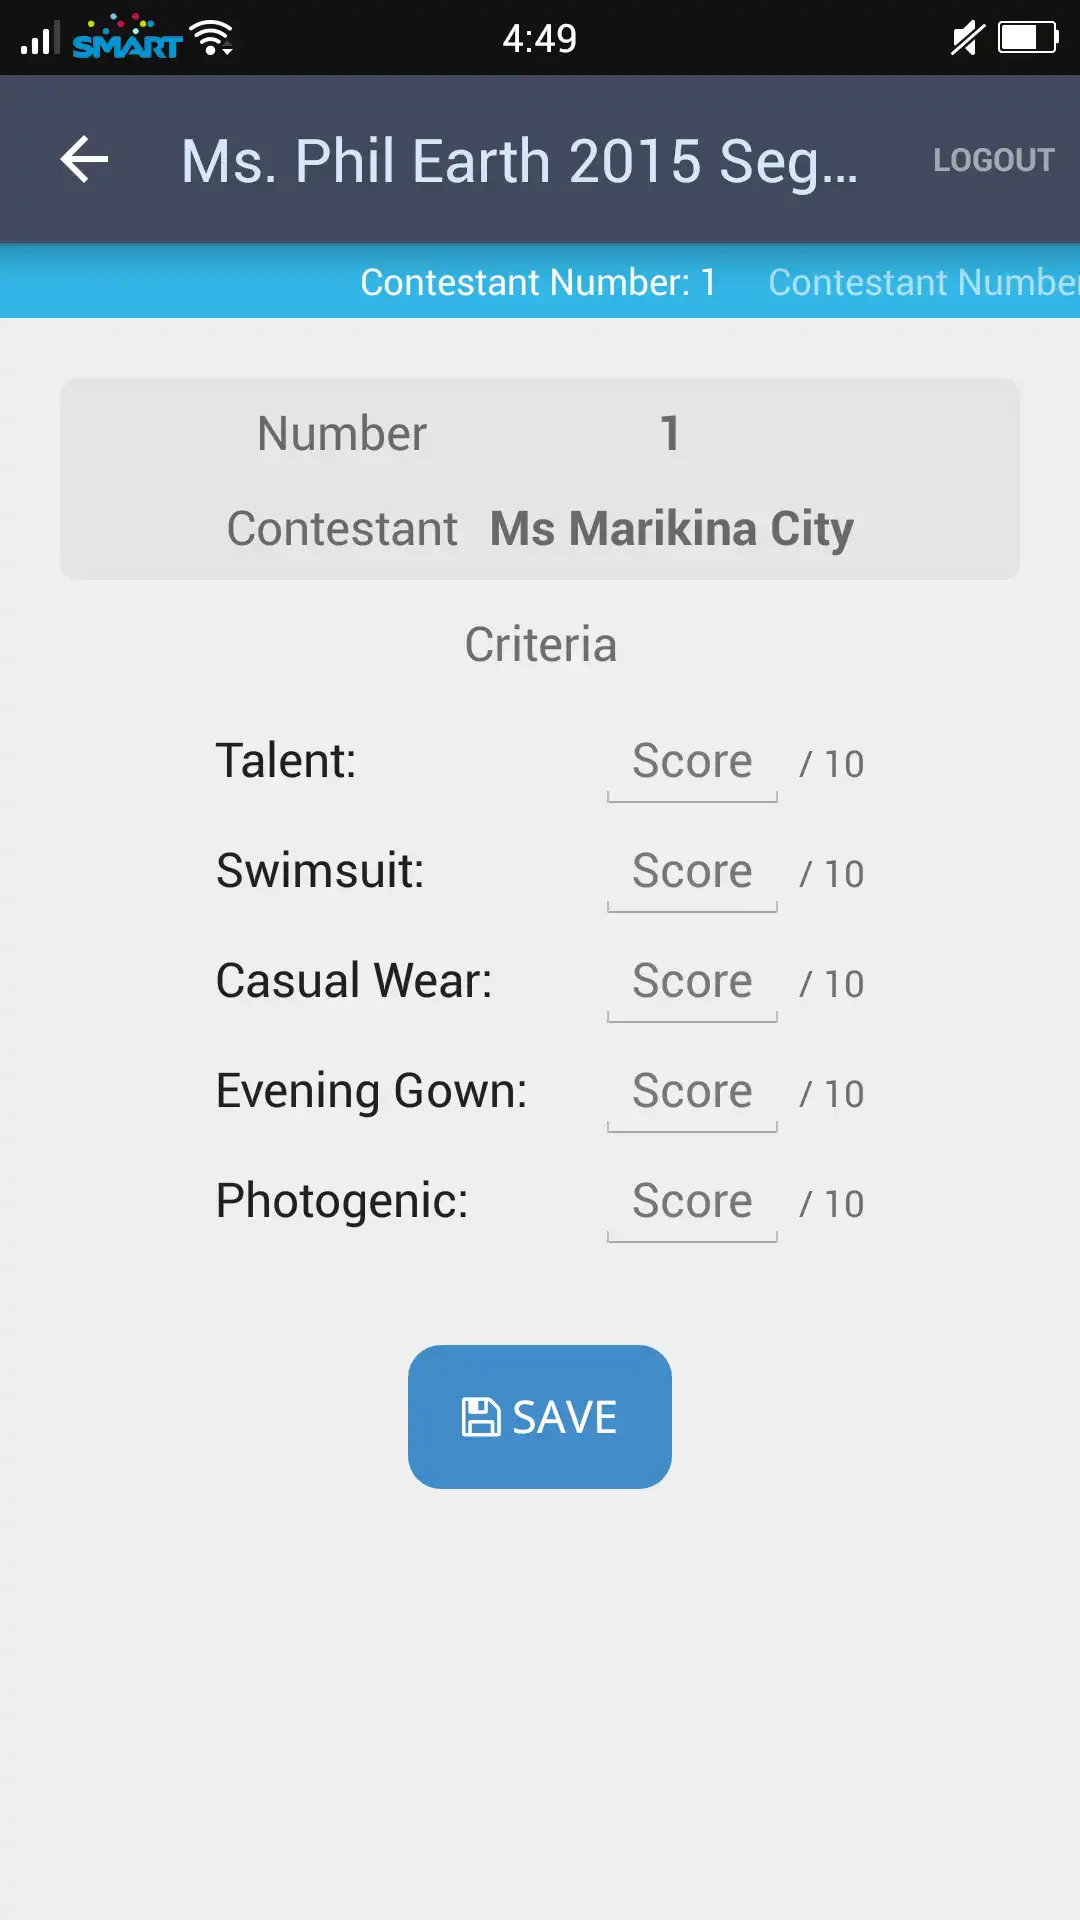 SMART 4:49
Ms. Phil Earth 2015 Seg... LOGOUT
Contestant Number: 1 Contestant Number
Number 1
Contestant Ms Marikina City
Criteria
Talent: Score / 10
Swimsuit: Score / 10
Casual Wear: Score / 10
Evening Gown: Score / 10
Photogenic: Score / 10
SAVE